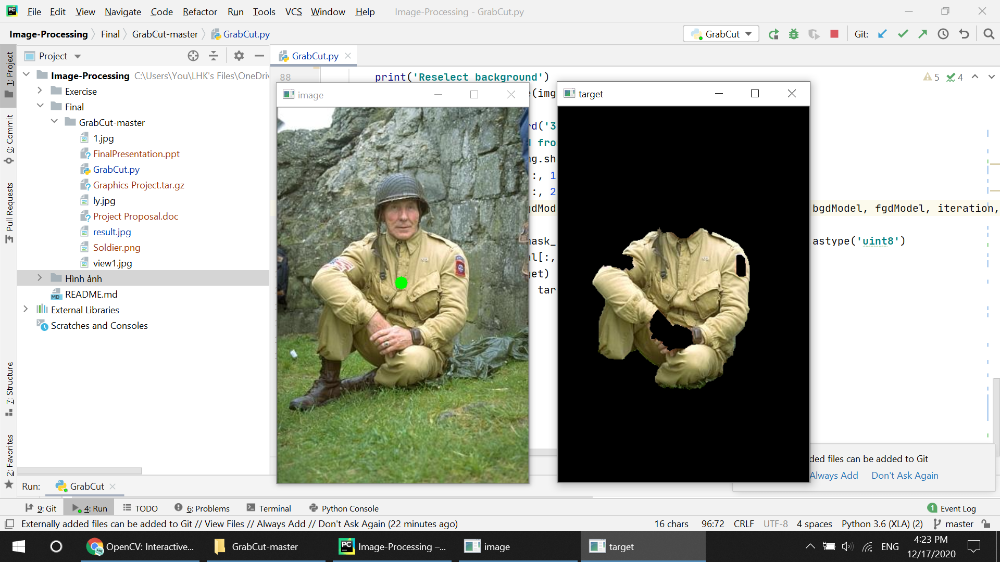 File Edit View Navigate Code Refactor Run Tools VCS Window Help Image-Processing - GrabCut.py
Image-Processing Final GrabCut-master GrabCut.py GrabCut Git:
1: Project
0: Commit
Pull Requests
7: Structure
2: Favorites
Project
Image-Processing C:\Users\You\LHK's Files\OneDriv
Exercise
Final
GrabCut-master
1.jpg
FinalPresentation.ppt
GrabCut.py
Graphics Project.tar.gz
ly.jpg
Project Proposal.doc
result.jpg
Soldier.png
view1.jpg
Hình ảnh
README.md
External Libraries
Scratches and Consoles
GrabCut.py
88 print('Reselect background') 5 4
image
target
(img
rd('3
fro
ng.sh
:, 1
:, 2
gdMode bgdModel, fgdModel, iteration,
mask_ .astype('uint8')
al[:,
get)
tar
ded files can be added to Git
Always Add Don't Ask Again
Run: GrabCut
9: Git 4: Run TODO 6: Problems Terminal Python Console 1 Event Log
Externally added files can be added to Git // View Files // Always Add // Don't Ask Again (22 minutes ago) 16 chars 96:72 CRLF UTF-8 4 spaces Python 3.6 (XLA) (2) master
OpenCV: Interactive... GrabCut-master Image-Processing –... image target ENG 4:23 PM
12/17/2020